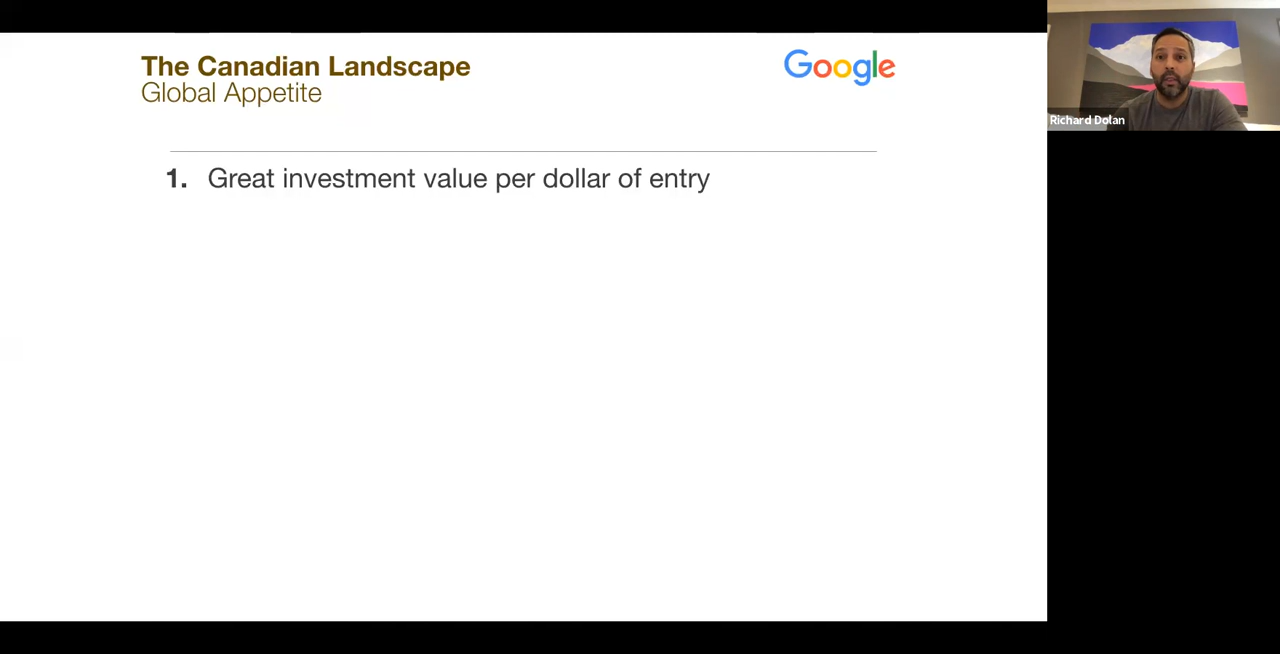 The Canadian Landscape
Global Appetite
Google
1. Great investment value per dollar of entry
Richard Dolan